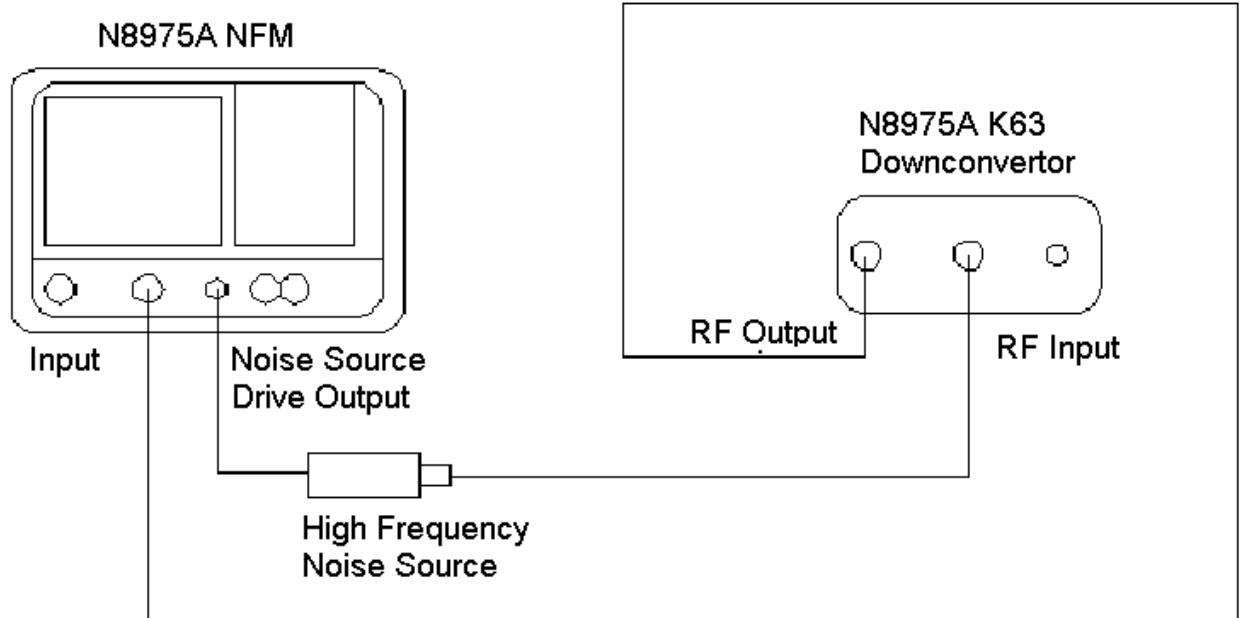 N8975A NFM
N8975A K63
Downconvertor
RF Output
RF Input
Input
Noise Source
Drive Output
High Frequency
Noise Source